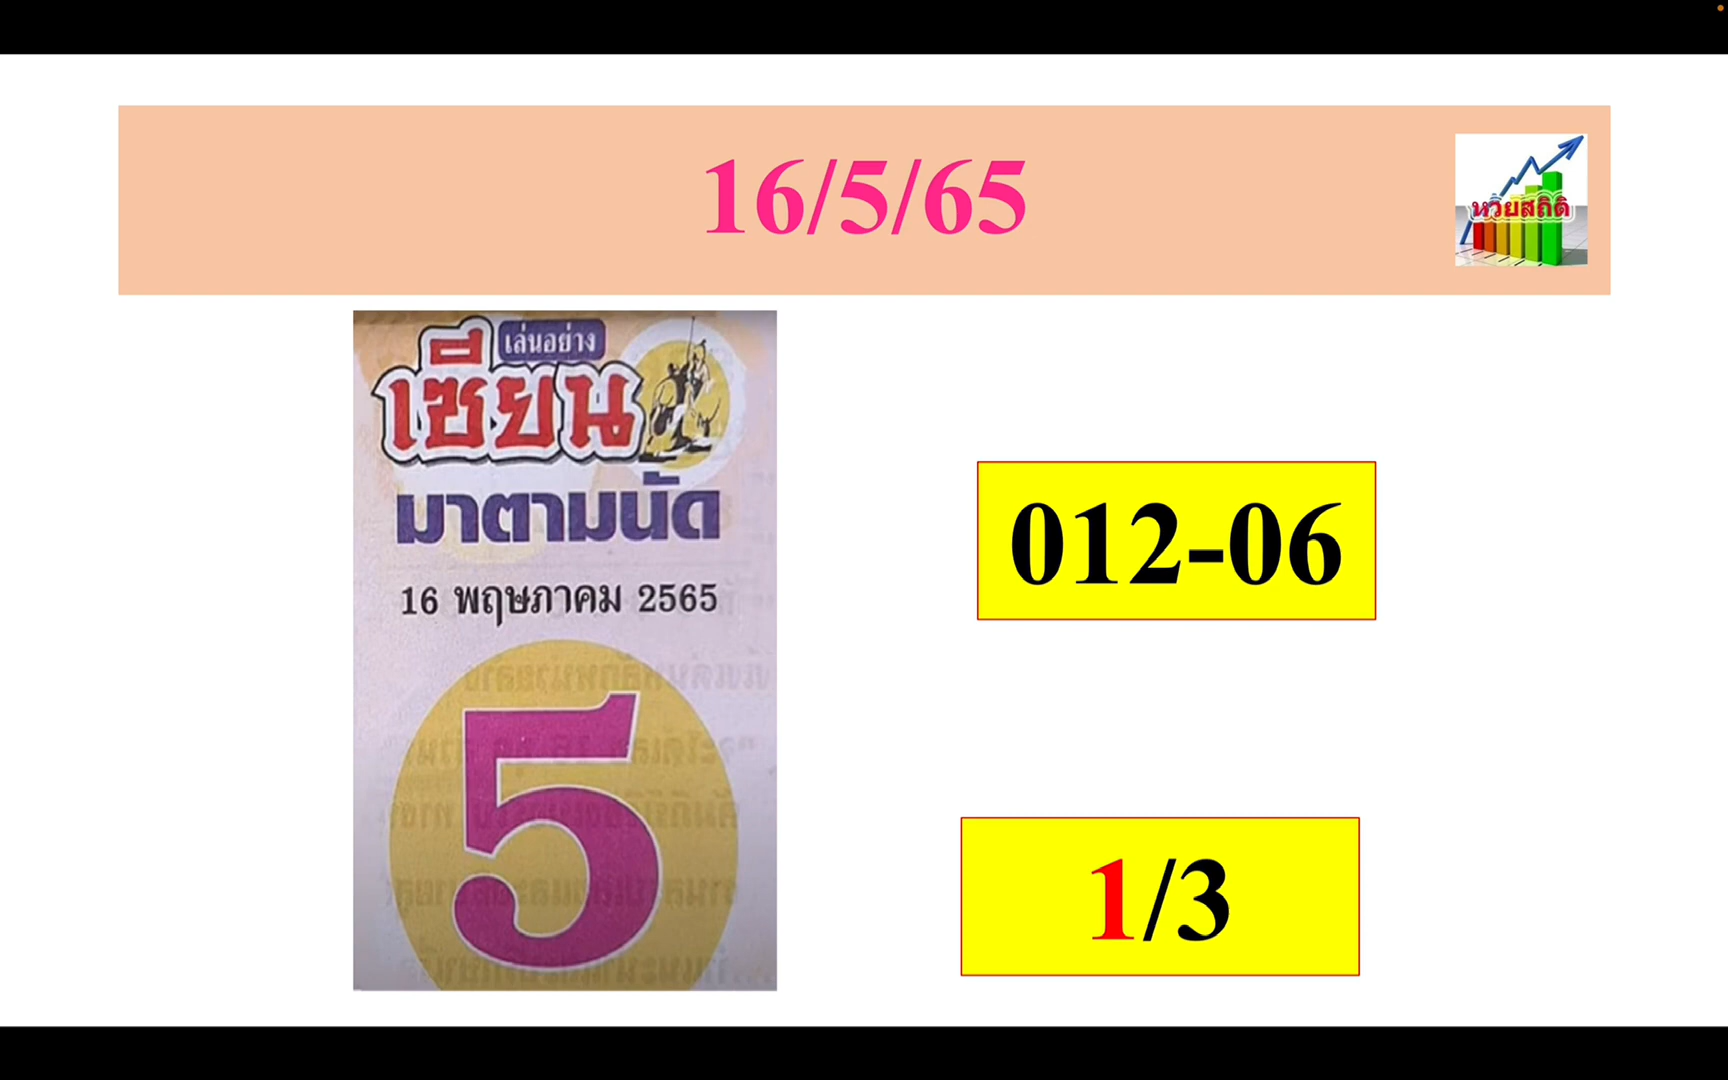 16/5/65
หวยสถิติ
เล่นอย่าง
เซียน
มาตามนัด
16 พฤษภาคม 2565
5
012-06
1/3